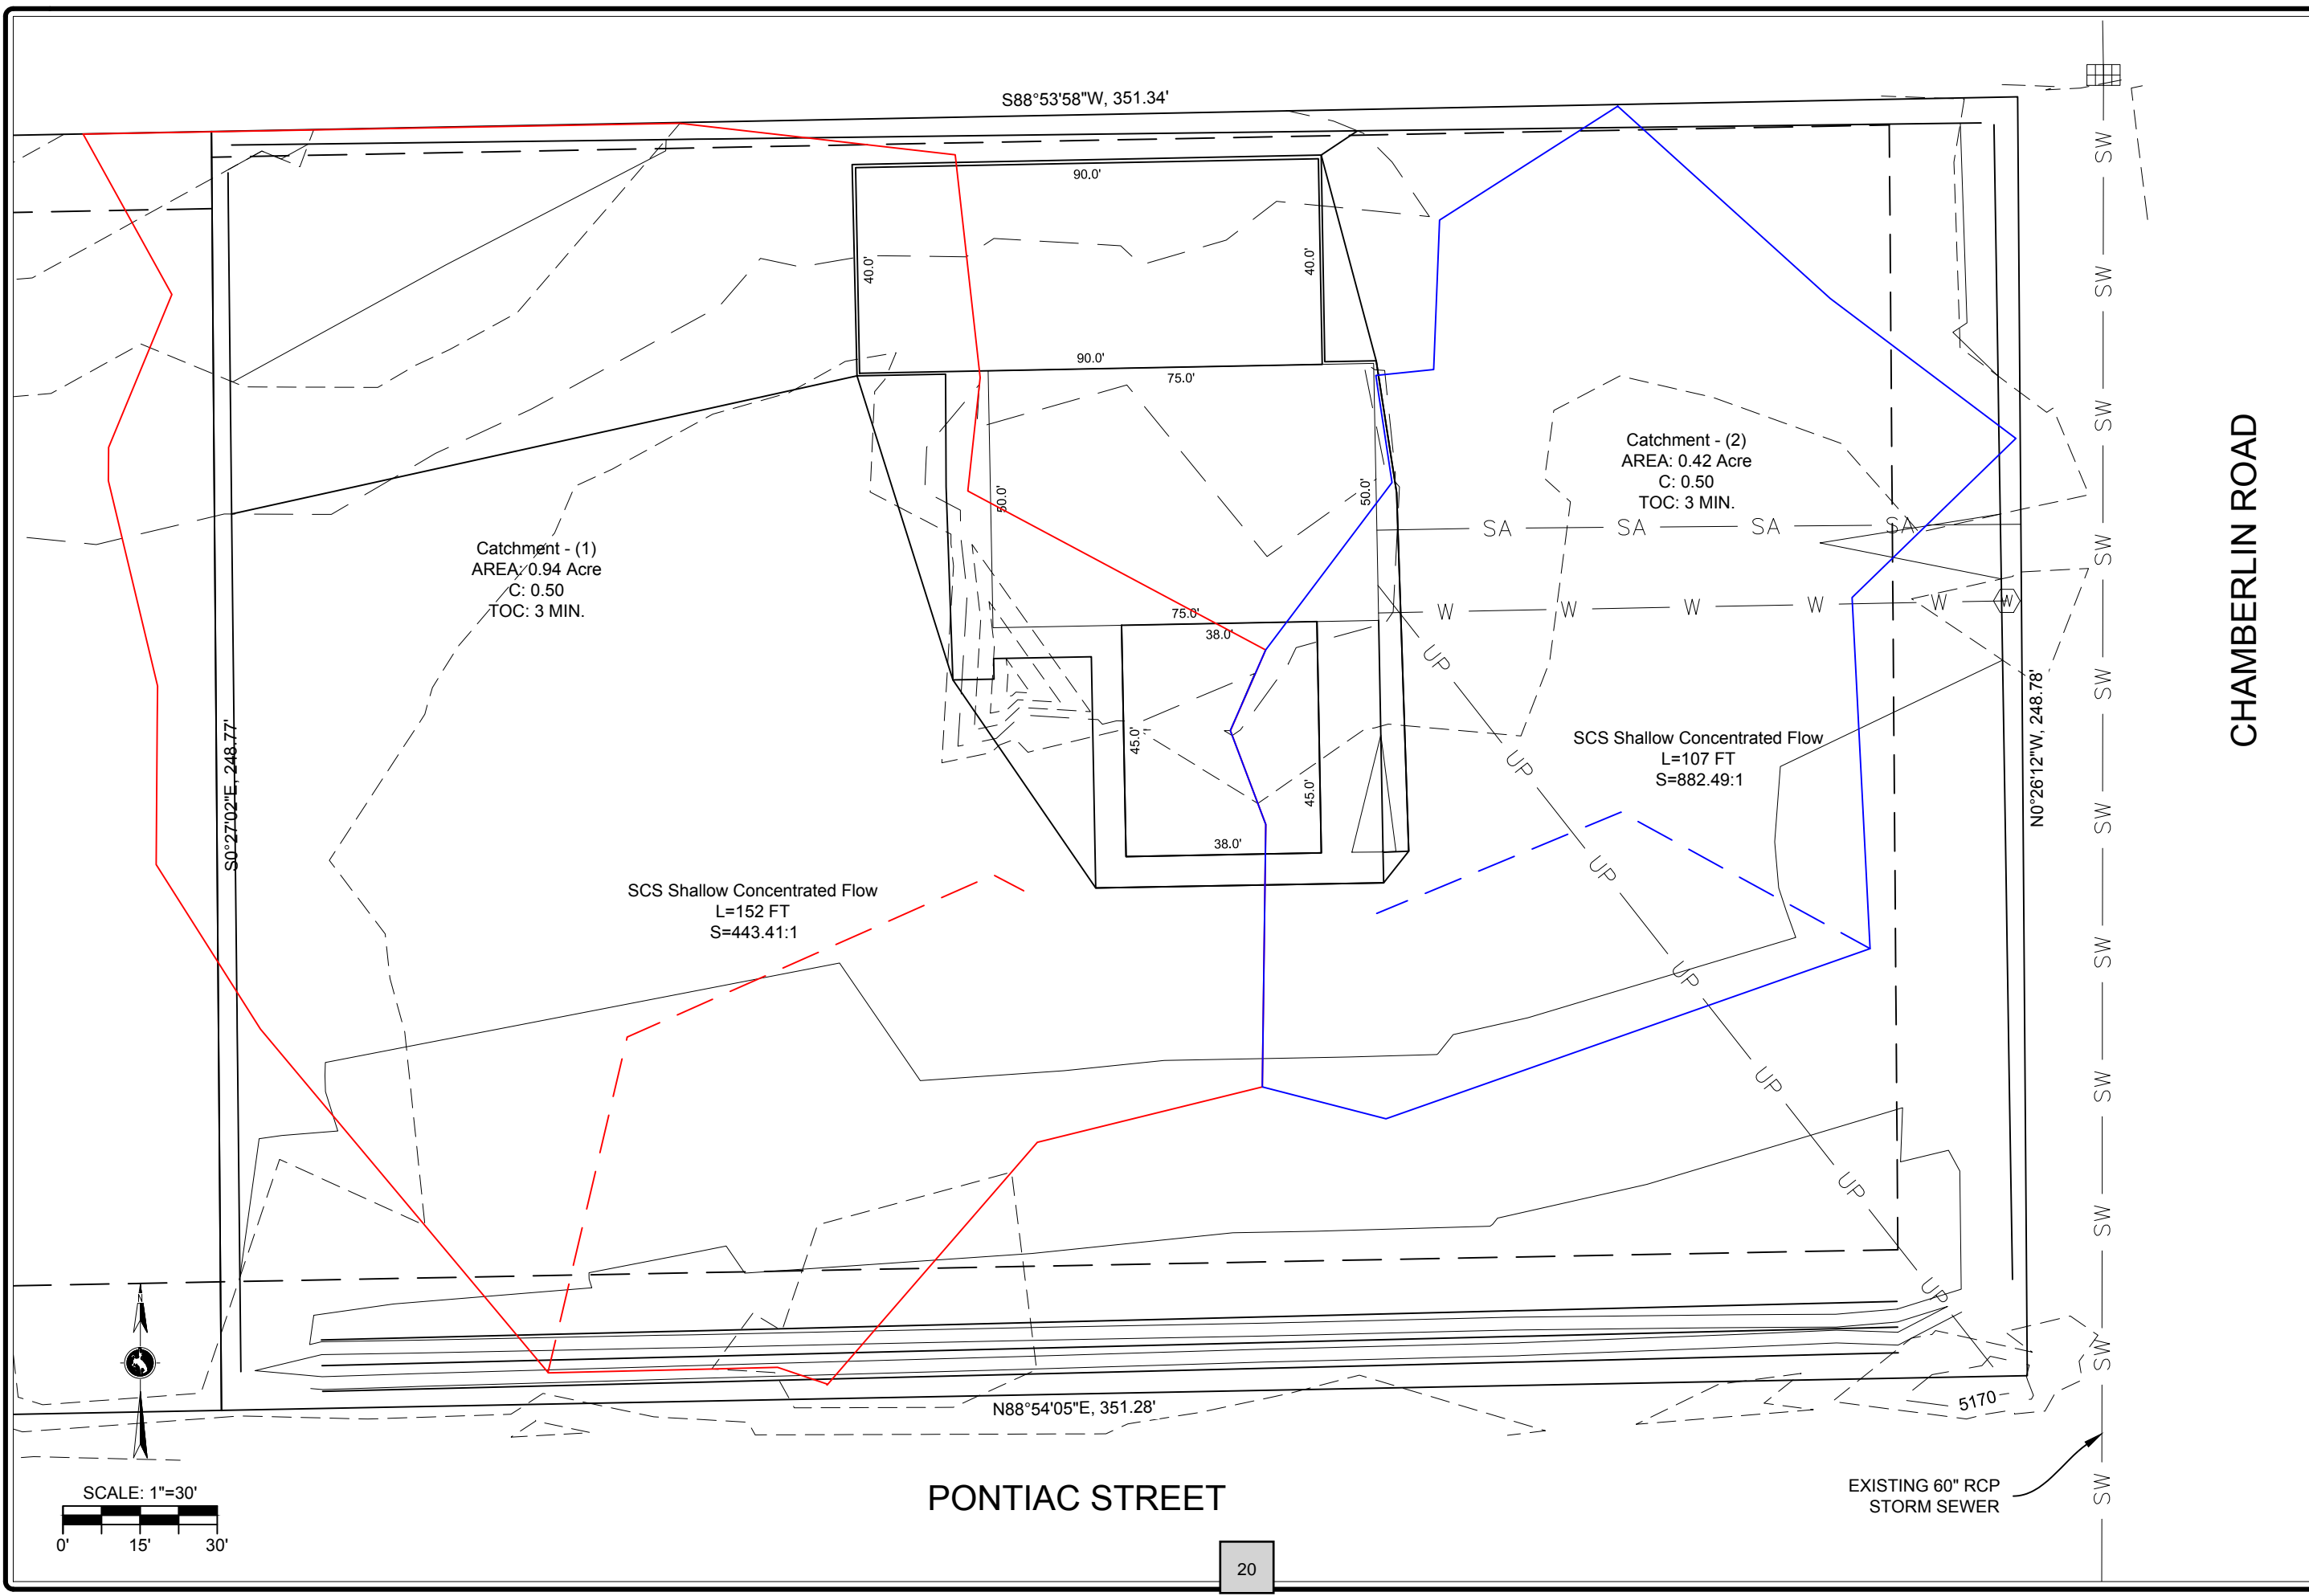 S88°53'58"W, 351.34'
SW
90.0'
SW
40.0'
40.0'
SW
90.0'
75.0'
SW
Catchment - (2)
AREA: 0.42 Acre
C: 0.50
TOC: 3 MIN.
50.0'
50.0'
SA SA SA SA
Catchment - (1)
AREA: 0.94 Acre
C: 0.50
TOC: 3 MIN.
SW
CHAMBERLIN ROAD
75.0'
38.0'
W W W W W W
UP
SW
N0°26'12"W, 248.78'
S0°27'02"E, 248.77'
45.0'
45.0'
SCS Shallow Concentrated Flow
L=107 FT
S=882.49:1
UP
SW
38.0'
UP
SCS Shallow Concentrated Flow
L=152 FT
S=443.41:1
SW
UP
UP
SW
UP
SW
UP
N
SW
5170
N88°54'05"E, 351.28'
SCALE: 1"=30'
0' 15' 30'
PONTIAC STREET
EXISTING 60" RCP
STORM SEWER
SW
20